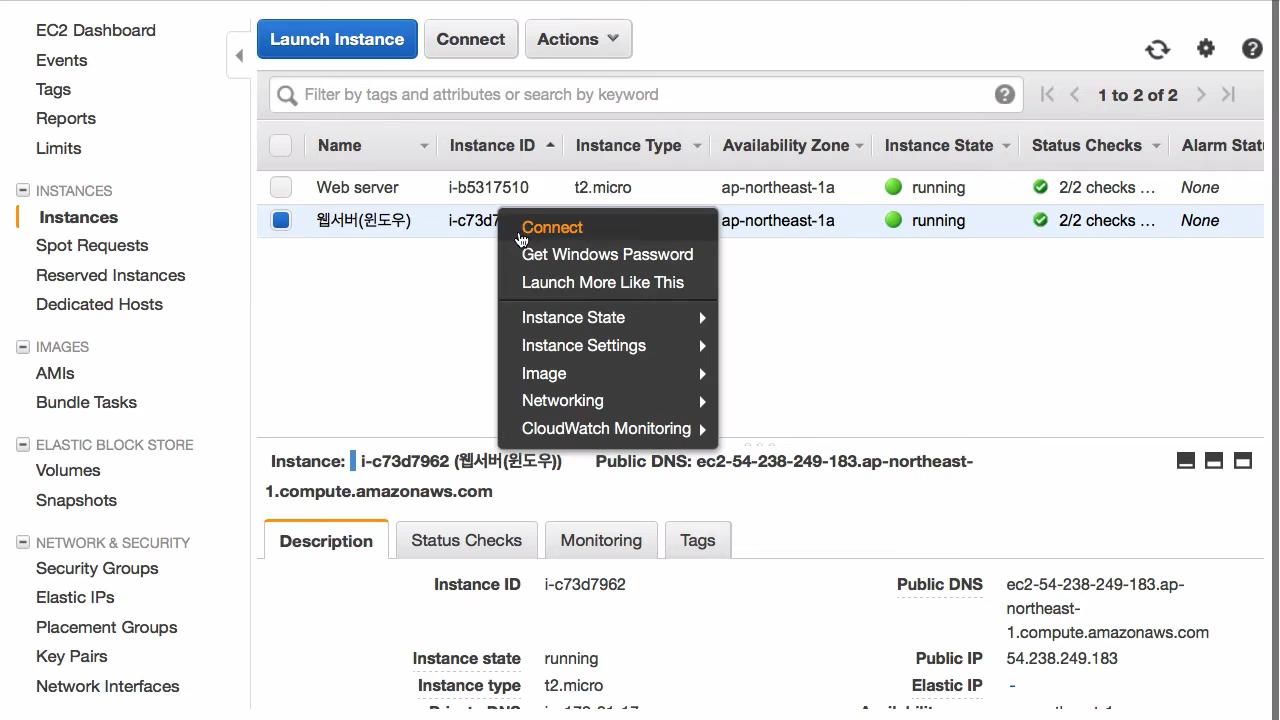 EC2 Dashboard
Events
Tags
Reports
Limits
INSTANCES
Instances
Spot Requests
Reserved Instances
Dedicated Hosts
IMAGES
AMIs
Bundle Tasks
ELASTIC BLOCK STORE
Volumes
Snapshots
NETWORK & SECURITY
Security Groups
Elastic IPs
Placement Groups
Key Pairs
Network Interfaces
Launch Instance Connect Actions
Filter by tags and attributes or search by keyword 1 to 2 of 2
Name Instance ID Instance Type Availability Zone Instance State Status Checks Alarm Stat
Web server i-b5317510 t2.micro ap-northeast-1a running 2/2 checks ... None
웹서버(윈도우) i-c73d7 ap-northeast-1a running 2/2 checks ... None
Connect
Get Windows Password
Launch More Like This
Instance State
Instance Settings
Image
Networking
CloudWatch Monitoring
Instance: i-c73d7962 (웹서버(윈도우)) Public DNS: ec2-54-238-249-183.ap-northeast-
1.compute.amazonaws.com
Description Status Checks Monitoring Tags
Instance ID i-c73d7962 Public DNS ec2-54-238-249-183.ap-
northeast-
1.compute.amazonaws.com
Instance state running Public IP 54.238.249.183
Instance type t2.micro Elastic IP -